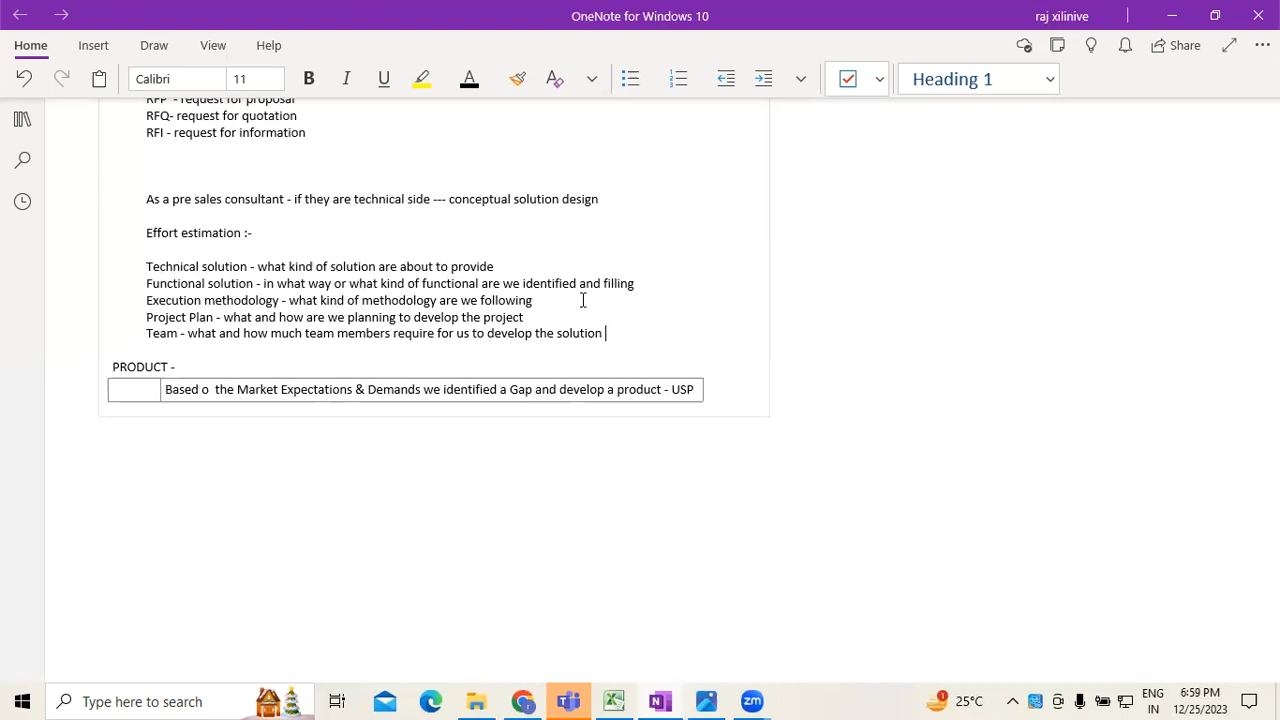 OneNote for Windows 10
raj xilinive
Home
Insert
Draw
View
Help
Share
Calibri
11
B
I
U
A
A
Heading 1
RFP - request for proposal
RFQ- request for quotation
RFI - request for information
As a pre sales consultant - if they are technical side --- conceptual solution design
Effort estimation :-
Technical solution - what kind of solution are about to provide
Functional solution - in what way or what kind of functional are we identified and filling
Execution methodology - what kind of methodology are we following
Project Plan - what and how are we planning to develop the project
Team - what and how much team members require for us to develop the solution
PRODUCT -
Based o  the Market Expectations & Demands we identified a Gap and develop a product - USP
Type here to search
zm
1
25°C
ENG
IN
6:59 PM
12/25/2023